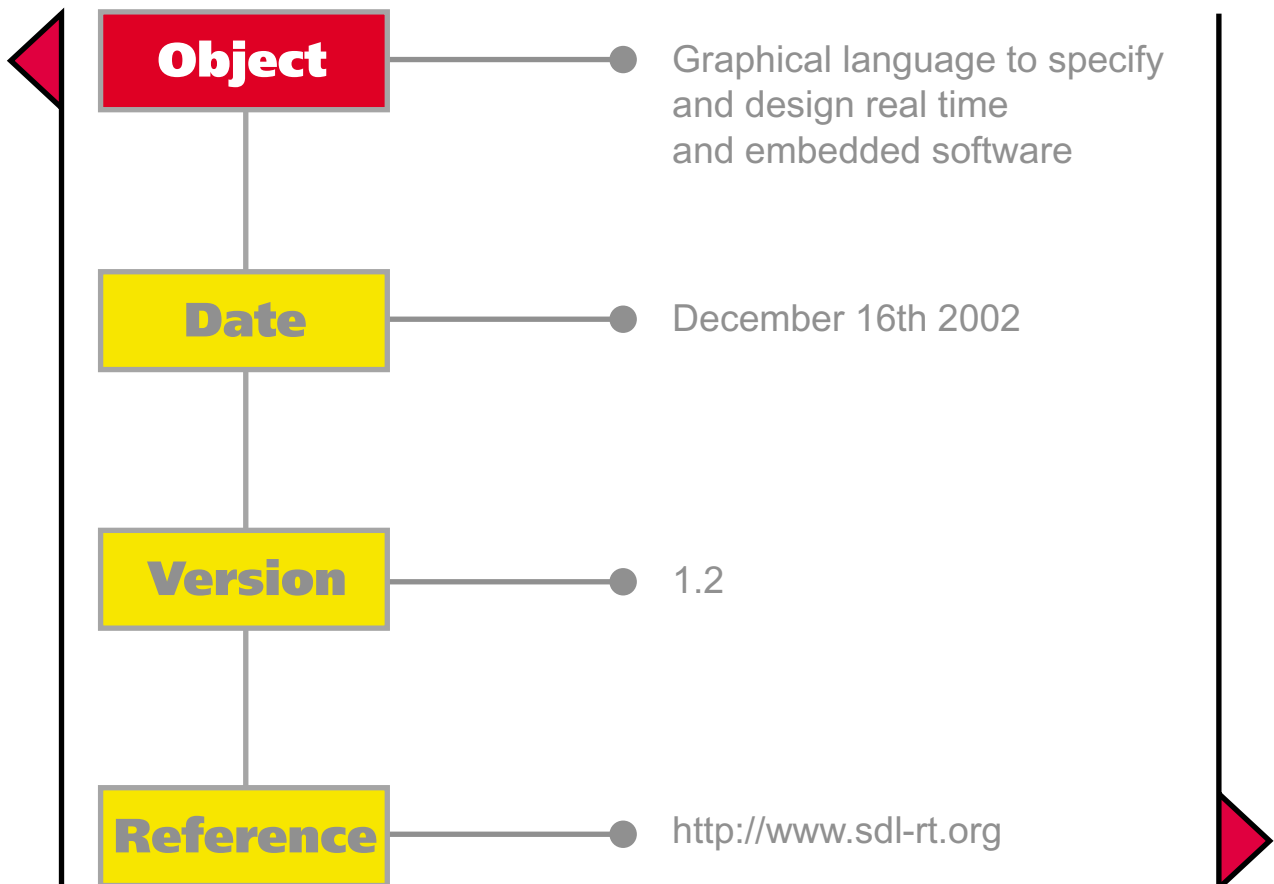 Object
Graphical language to specify
and design real time
and embedded software
Date
December 16th 2002
Version
1.2
Reference
http://www.sdl-rt.org